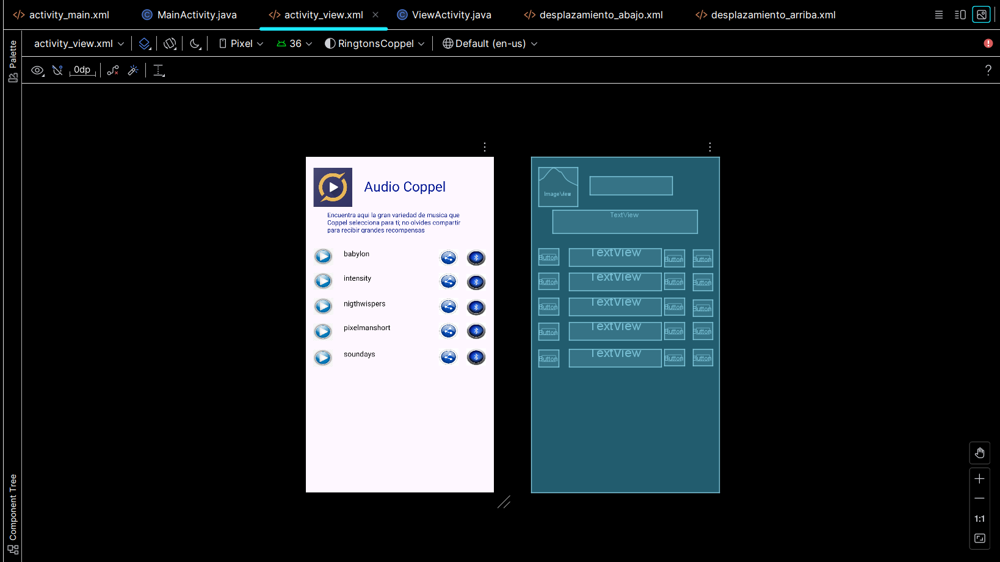 activity_main.xml MainActivity.java activity_view.xml ViewActivity.java desplazamiento_abajo.xml desplazamiento_arriba.xml
Palette
activity_view.xml Pixel 36 RingtonsCoppel Default (en-us)
0dp ?
Audio Coppel
Encuentra aqui la gran variedad de musica que
Coppel selecciona para ti; no olvides compartir
para recibir grandes recompensas
babylon
intensity
nigthwispers
pixelmanshort
soundays
ImageView
TextView
Button TextView Button Button
Button TextView Button Button
Button TextView Button Button
Button TextView Button Button
Button TextView Button Button
Component Tree
1:1